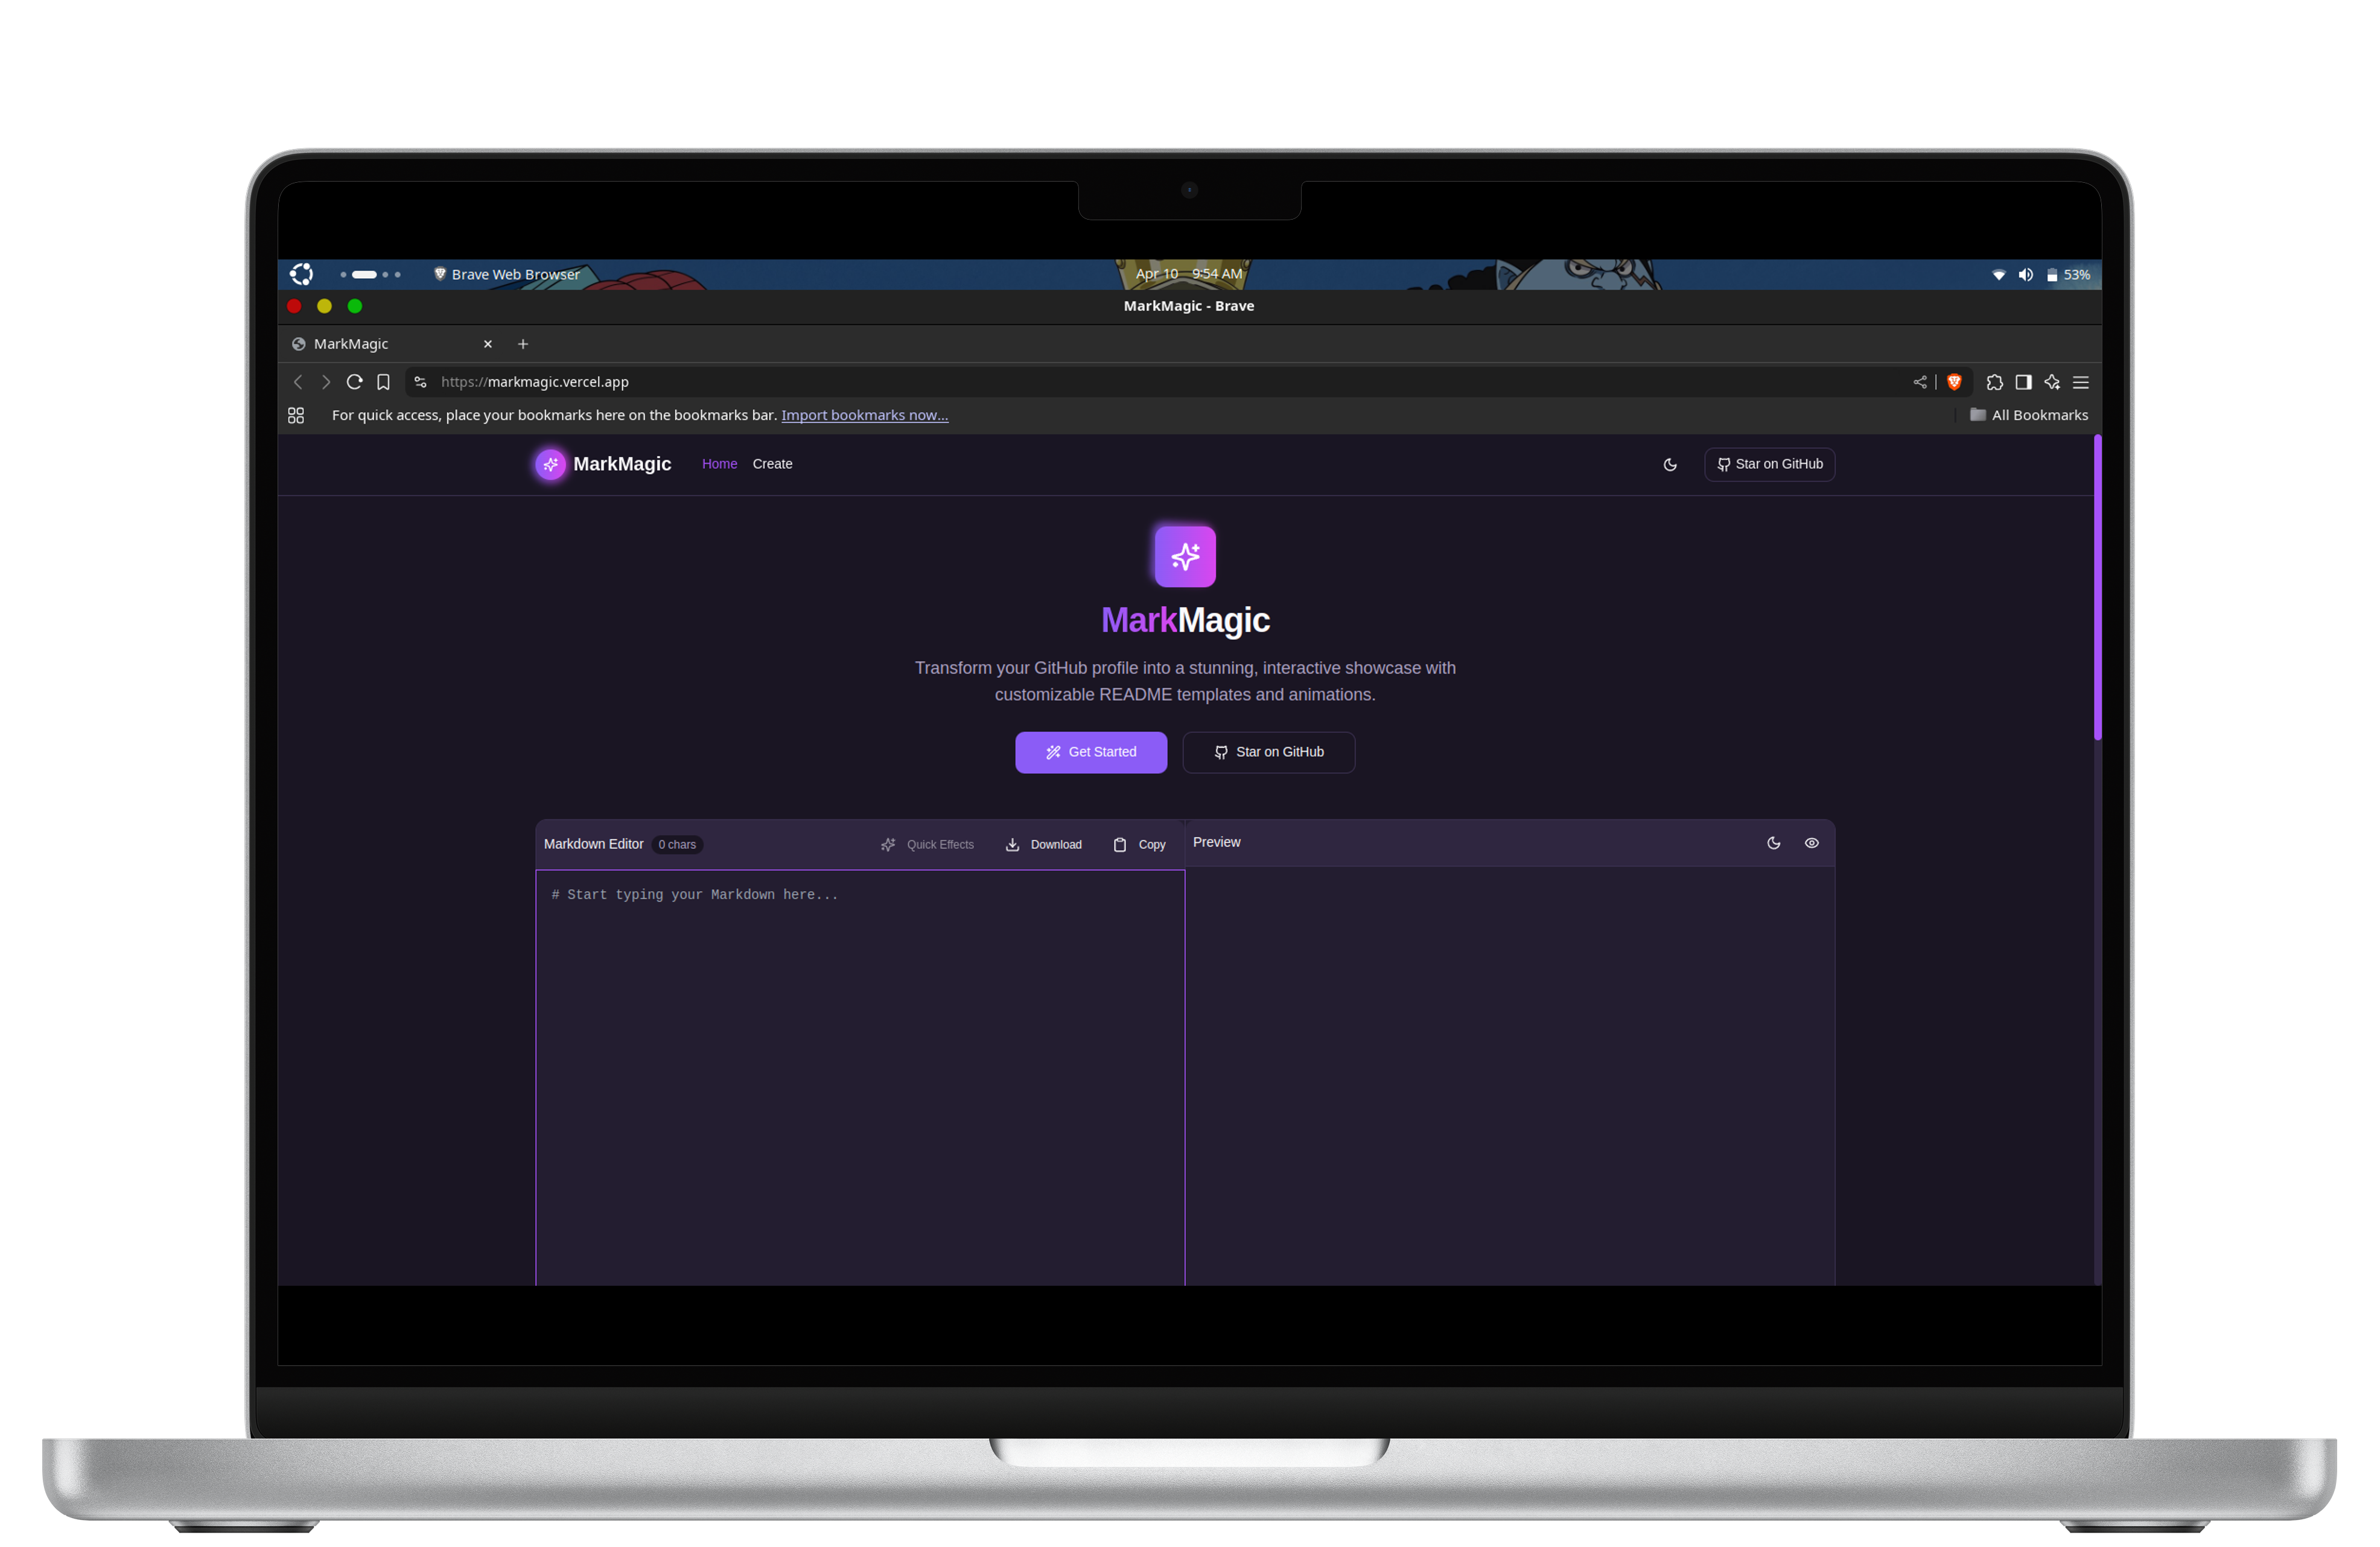 Brave Web Browser
Apr 10 9:54 AM
53%
MarkMagic - Brave
MarkMagic
https://markmagic.vercel.app
For quick access, place your bookmarks here on the bookmarks bar. Import bookmarks now...
All Bookmarks
MarkMagic Home Create
Star on GitHub
MarkMagic
Transform your GitHub profile into a stunning, interactive showcase with
customizable README templates and animations.
Get Started
Star on GitHub
Markdown Editor 0 chars Quick Effects Download Copy
Preview
# Start typing your Markdown here...